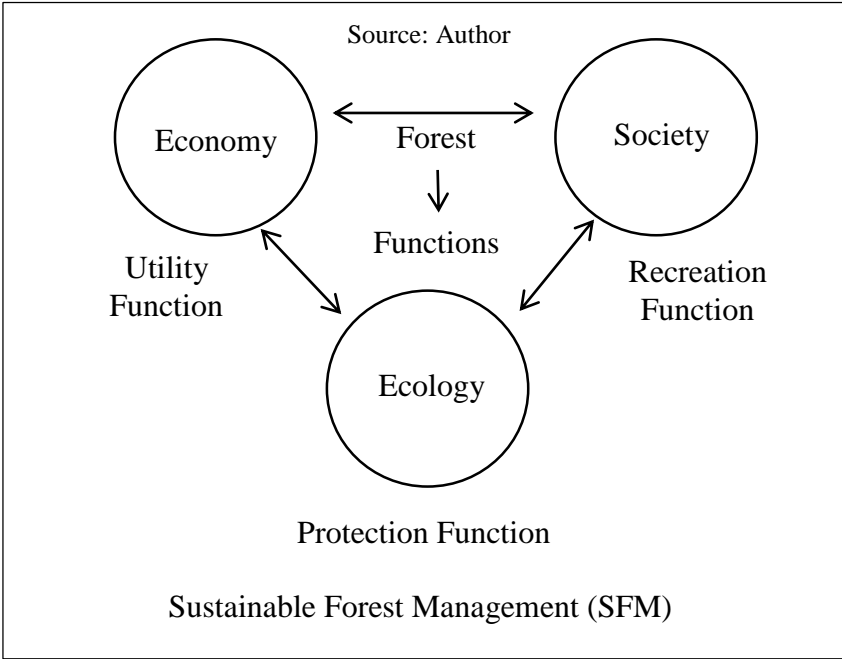 Source: Author
Economy
Forest
Society
Functions
Utility
Function
Recreation
Function
Ecology
Protection Function
Sustainable Forest Management (SFM)